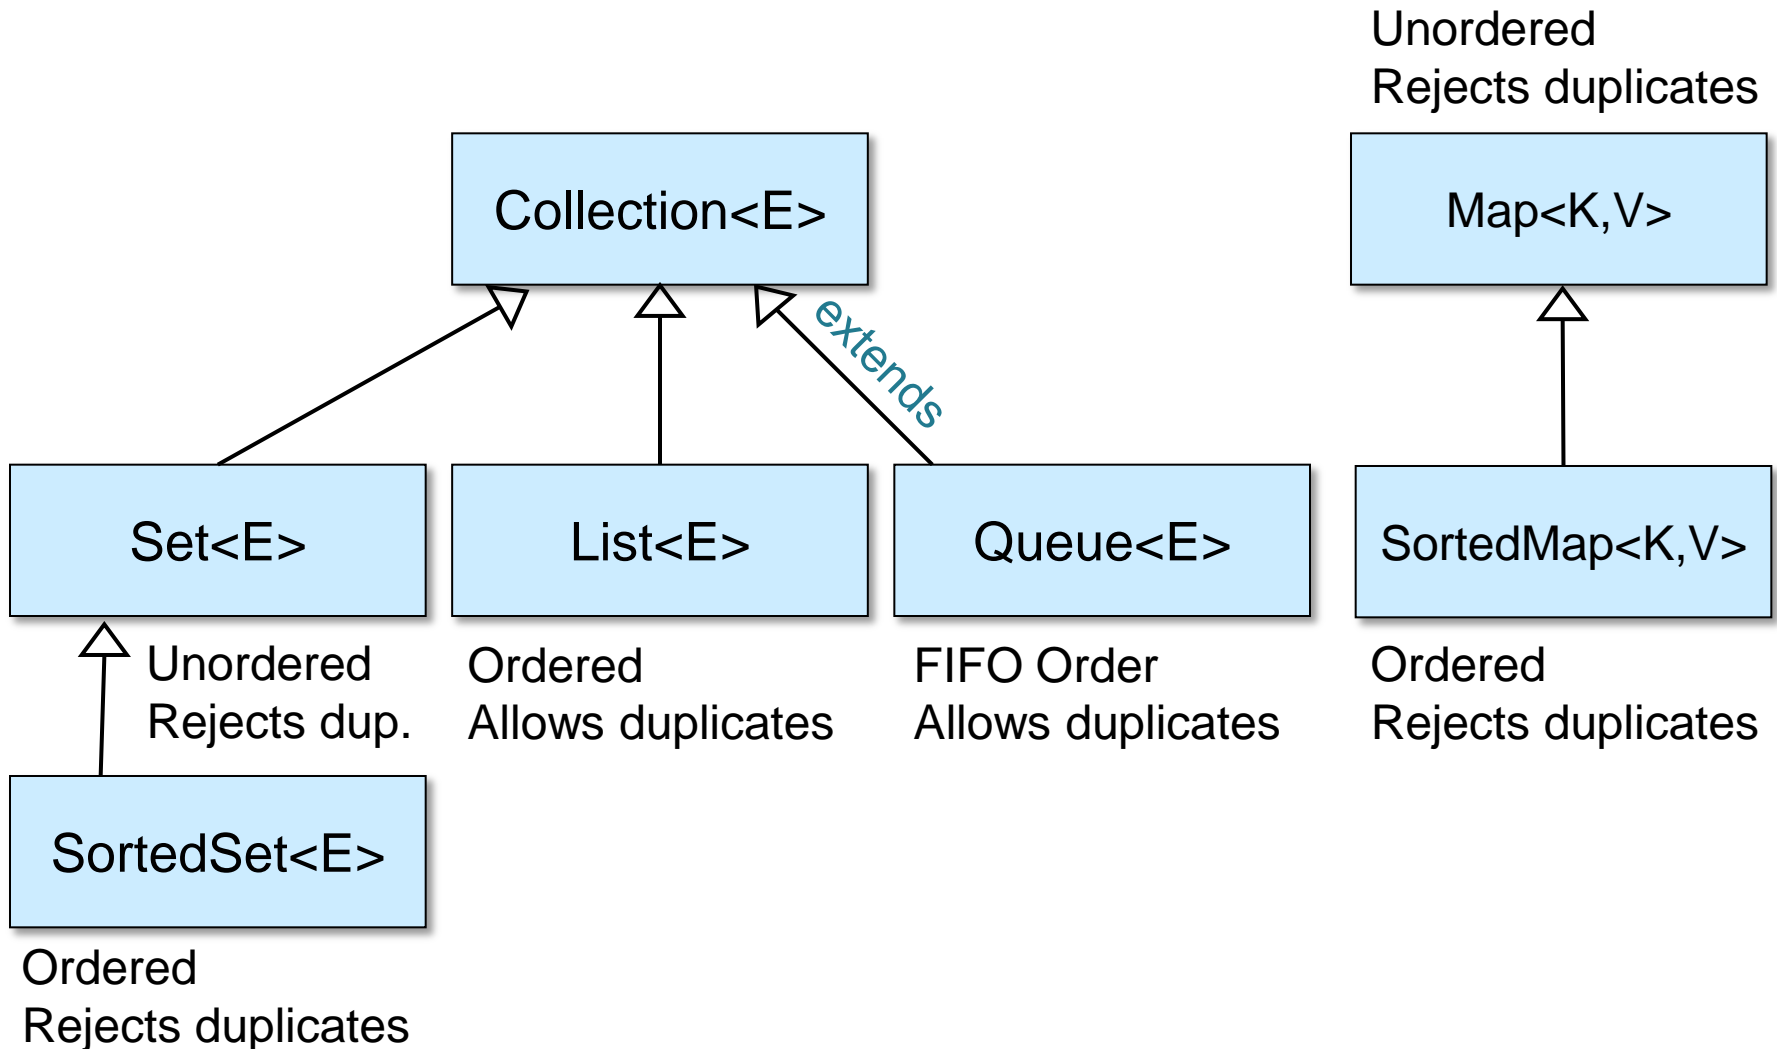 Unordered
Rejects duplicates
Collection<E>
Map<K,V>
extends
Set<E>
List<E>
Queue<E>
SortedMap<K,V>
Unordered
Rejects dup.
Ordered
Allows duplicates
FIFO Order
Allows duplicates
Ordered
Rejects duplicates
SortedSet<E>
Ordered
Rejects duplicates